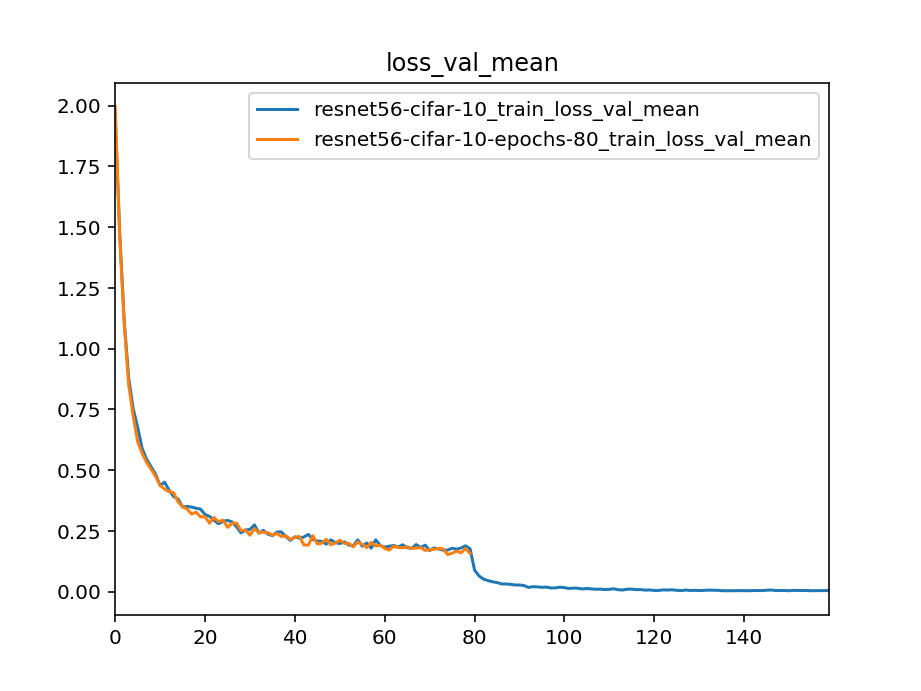 loss_val_mean
resnet56-cifar-10_train_loss_val_mean
resnet56-cifar-10-epochs-80_train_loss_val_mean
2.00
1.75
1.50
1.25
1.00
0.75
0.50
0.25
0.00
0 20 40 60 80 100 120 140